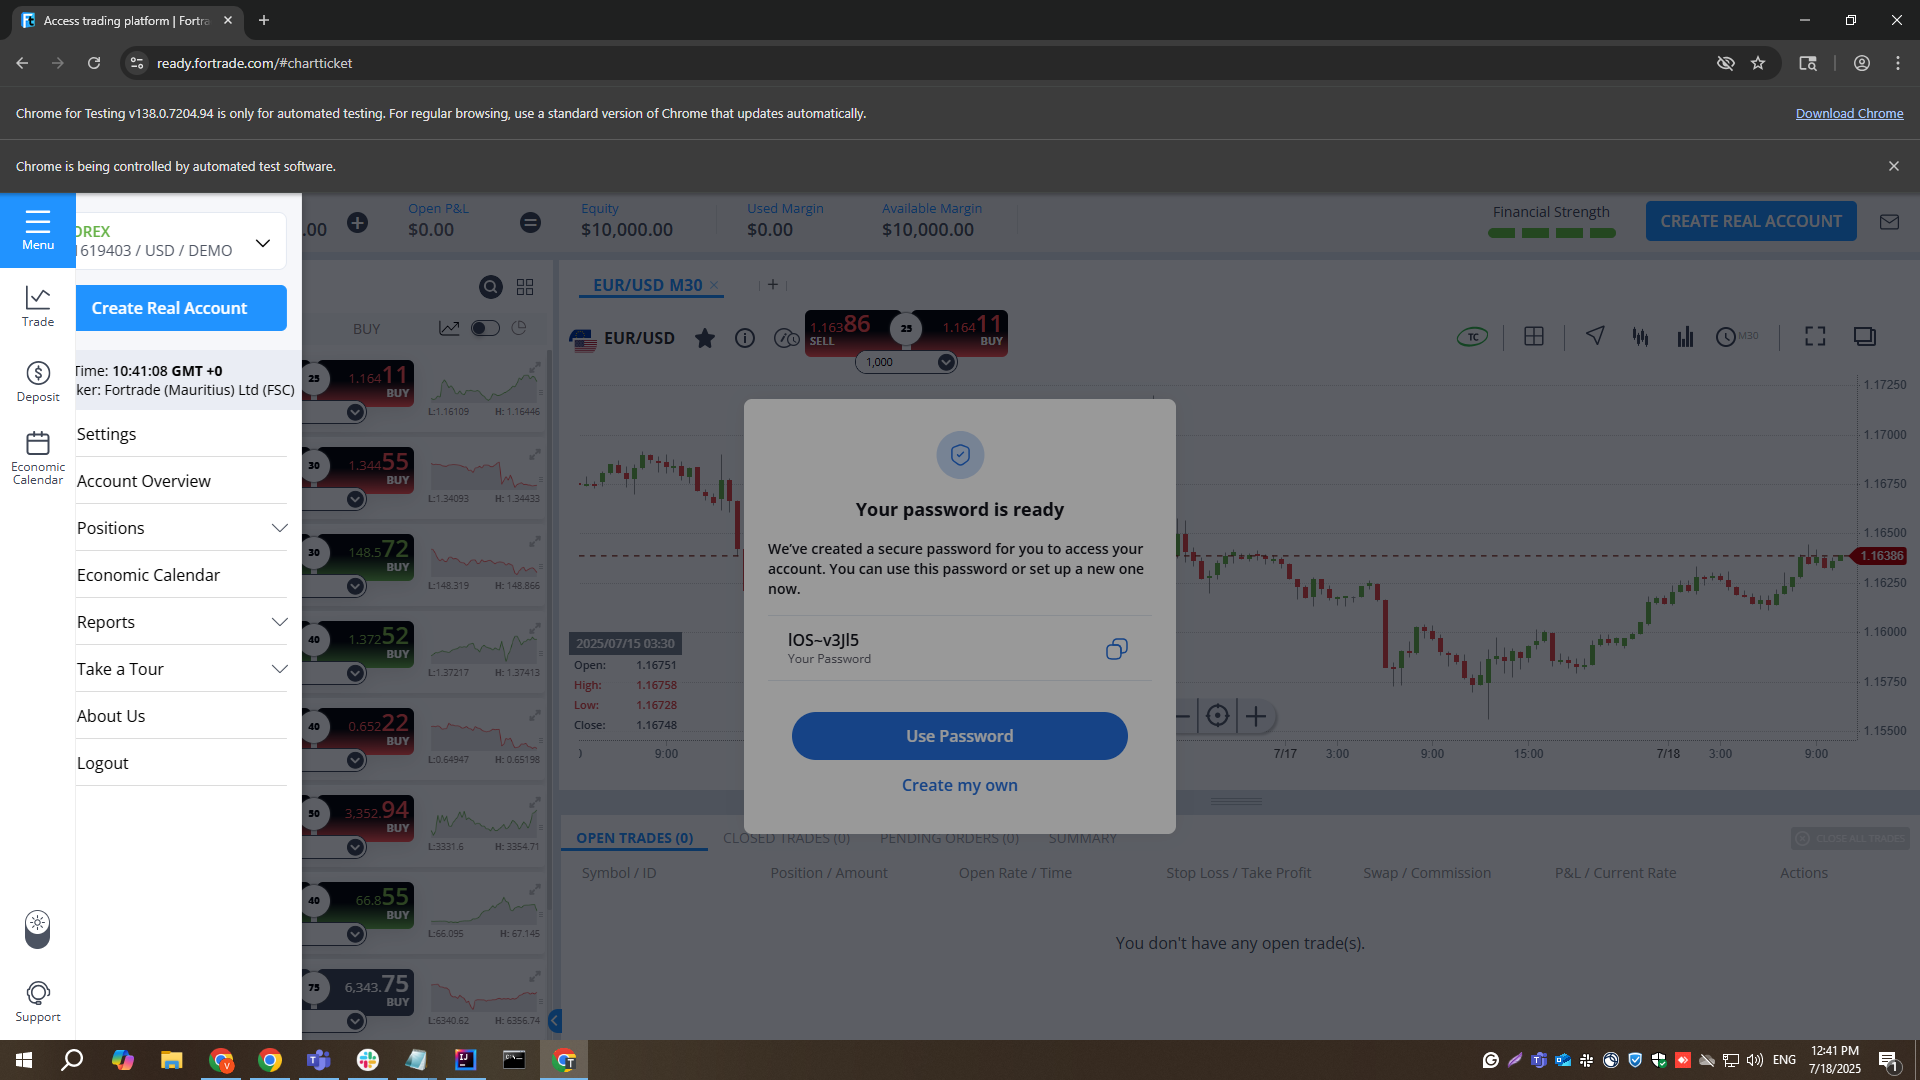 Access trading platform | Fortra
ready.fortrade.com/#chartticket
Chrome for Testing v138.0.7204.94 is only for automated testing. For regular browsing, use a standard version of Chrome that updates automatically.
Download Chrome
Chrome is being controlled by automated test software.
Menu
Trade
Deposit
Economic
Calendar
Support
OREX
1619403 / USD / DEMO
Create Real Account
Time: 10:41:08 GMT +0
ker: Fortrade (Mauritius) Ltd (FSC)
Settings
Account Overview
Positions
Economic Calendar
Reports
Take a Tour
About Us
Logout
.00
Open P&L
$0.00
Equity
$10,000.00
Used Margin
$0.00
Available Margin
$10,000.00
Financial Strength
CREATE REAL ACCOUNT
BUY
25
1.16411
BUY
L:1.16109
H: 1.16446
30
1.34455
BUY
L:1.34093
H: 1.34433
30
148.572
BUY
L:148.319
H: 148.866
40
1.37252
BUY
L:1.37217
H: 1.37413
40
0.65222
BUY
L:0.64947
H: 0.65198
50
3,352.94
BUY
L:3331.6
H: 3354.71
40
66.855
BUY
L:66.095
H: 67.145
75
6,343.75
BUY
L:6340.62
H: 6356.74
EUR/USD M30
EUR/USD
1.16386
SELL
25
1.16411
BUY
1,000
TC
M30
1.17250
1.17000
1.16750
1.16500
1.16386
1.16250
1.16000
1.15750
1.15500
2025/07/15 03:30
Open: 1.16751
High: 1.16758
Low: 1.16728
Close: 1.16748
9:00
7/17
3:00
9:00
15:00
7/18
3:00
9:00
Your password is ready
We've created a secure password for you to access your
account. You can use this password or set up a new one
now.
lOS~v3Jl5
Your Password
Use Password
Create my own
OPEN TRADES (0)
CLOSED TRADES (0)
PENDING ORDERS (0)
SUMMARY
CLOSE ALL TRADES
Symbol / ID
Position / Amount
Open Rate / Time
Stop Loss / Take Profit
Swap / Commission
P&L / Current Rate
Actions
You don't have any open trade(s).
ENG
12:41 PM
7/18/2025
1